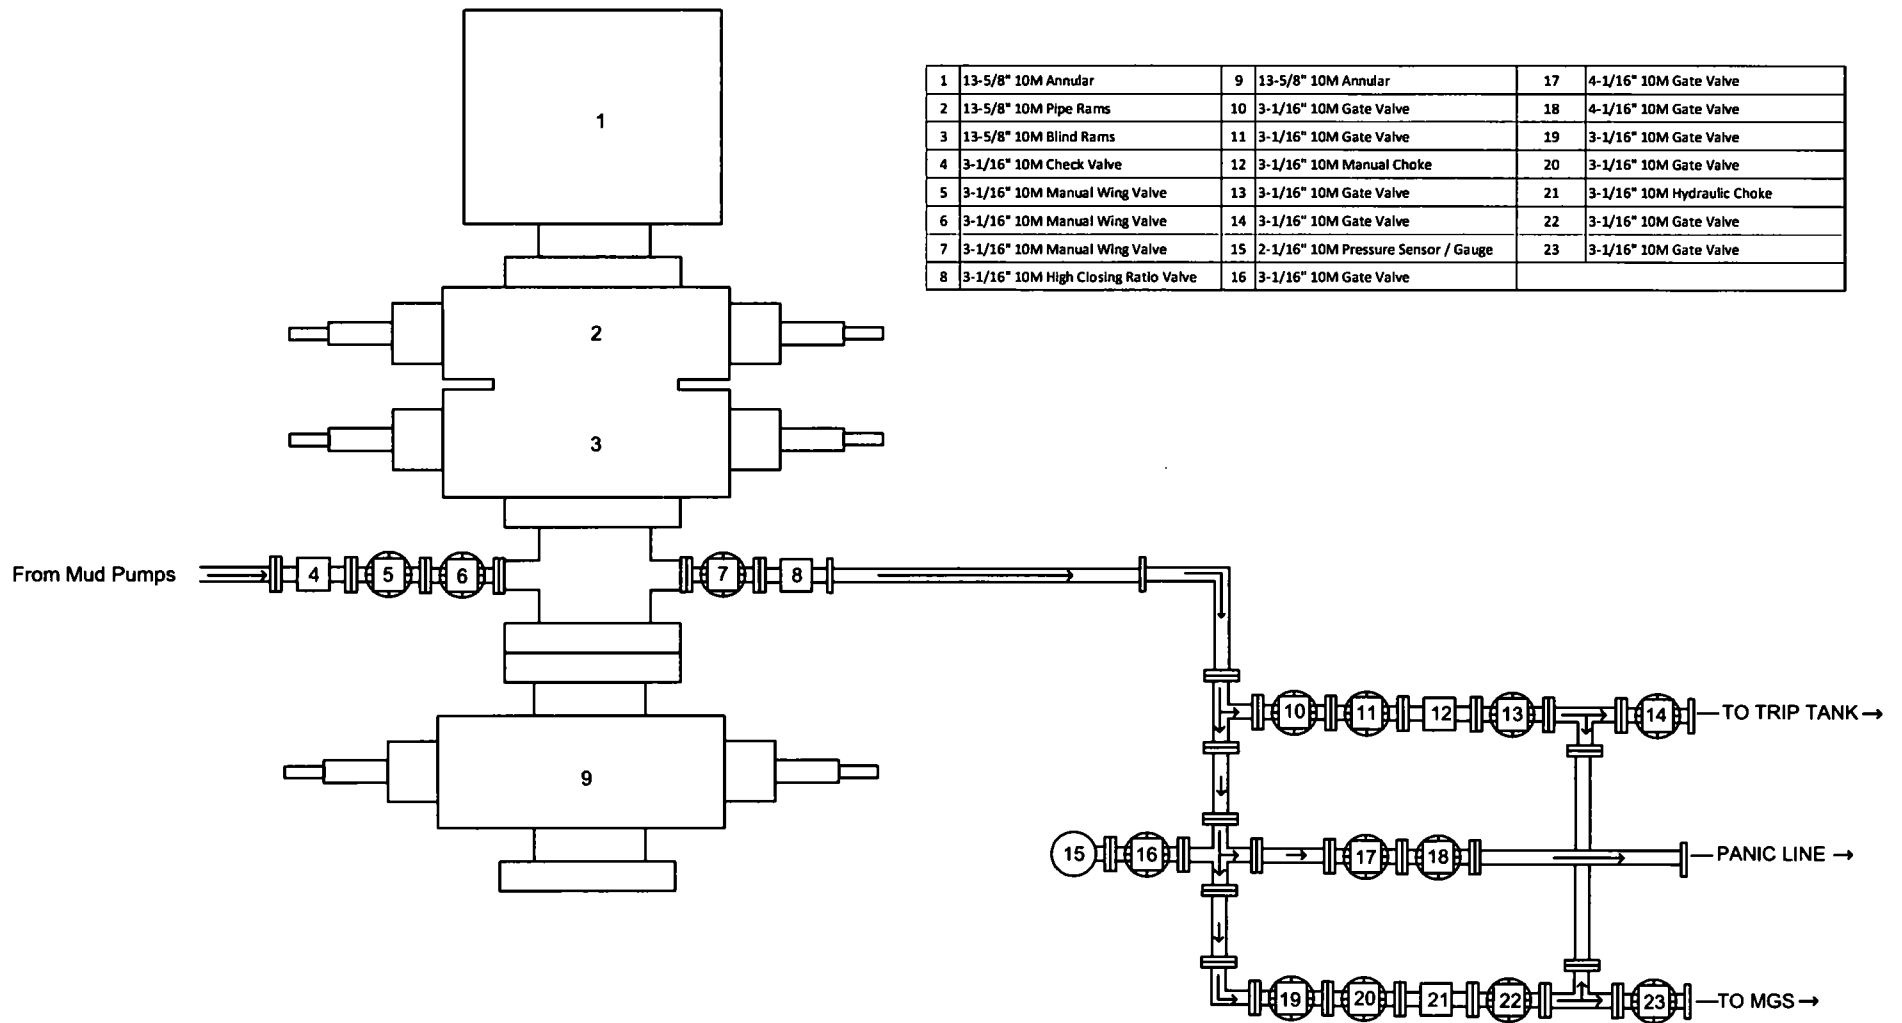 1
1 13-5/8" 10M Annular 9 13-5/8" 10M Annular 17 4-1/16" 10M Gate Valve
2 13-5/8" 10M Pipe Rams 10 3-1/16" 10M Gate Valve 18 4-1/16" 10M Gate Valve
3 13-5/8" 10M Blind Rams 11 3-1/16" 10M Gate Valve 19 3-1/16" 10M Gate Valve
4 3-1/16" 10M Check Valve 12 3-1/16" 10M Manual Choke 20 3-1/16" 10M Gate Valve
5 3-1/16" 10M Manual Wing Valve 13 3-1/16" 10M Gate Valve 21 3-1/16" 10M Hydraulic Choke
6 3-1/16" 10M Manual Wing Valve 14 3-1/16" 10M Gate Valve 22 3-1/16" 10M Gate Valve
7 3-1/16" 10M Manual Wing Valve 15 2-1/16" 10M Pressure Sensor / Gauge 23 3-1/16" 10M Gate Valve
8 3-1/16" 10M High Closing Ratio Valve 16 3-1/16" 10M Gate Valve
2
3
From Mud Pumps 4 5 6 7 8
10 11 12 13 14 TO TRIP TANK
9
15 16 17 18 PANIC LINE
19 20 21 22 23 TO MGS